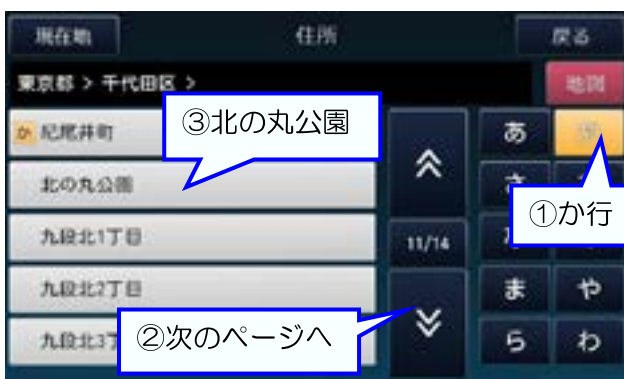 現在地 住所 戻る
東京都 > 千代田区 > 地図
か 紀尾井町 ③北の丸公園 あ か
北の丸公園 さ
①か行
九段北1丁目 11/14
九段北2丁目 ま や
九段北3丁 ②次のページへ ら わ